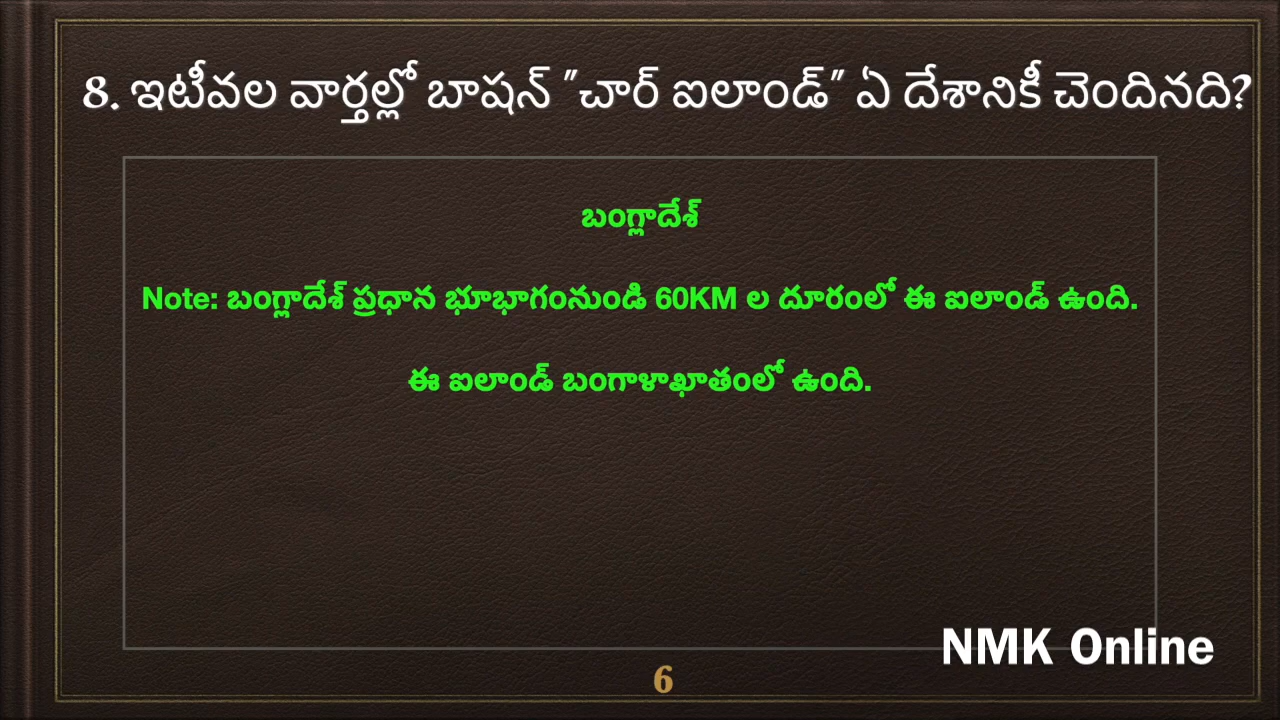 8. ఇటీవల వార్తల్లో బాషన్ "చార్ ఐలాండ్" ఏ దేశానికీ చెందినది?
బంగ్లాదేశ్
Note: బంగ్లాదేశ్ ప్రధాన భూభాగంనుండి 60KM ల దూరంలో ఈ ఐలాండ్ ఉంది.
ఈ ఐలాండ్ బంగాళాఖాతంలో ఉంది.
NMK Online
6